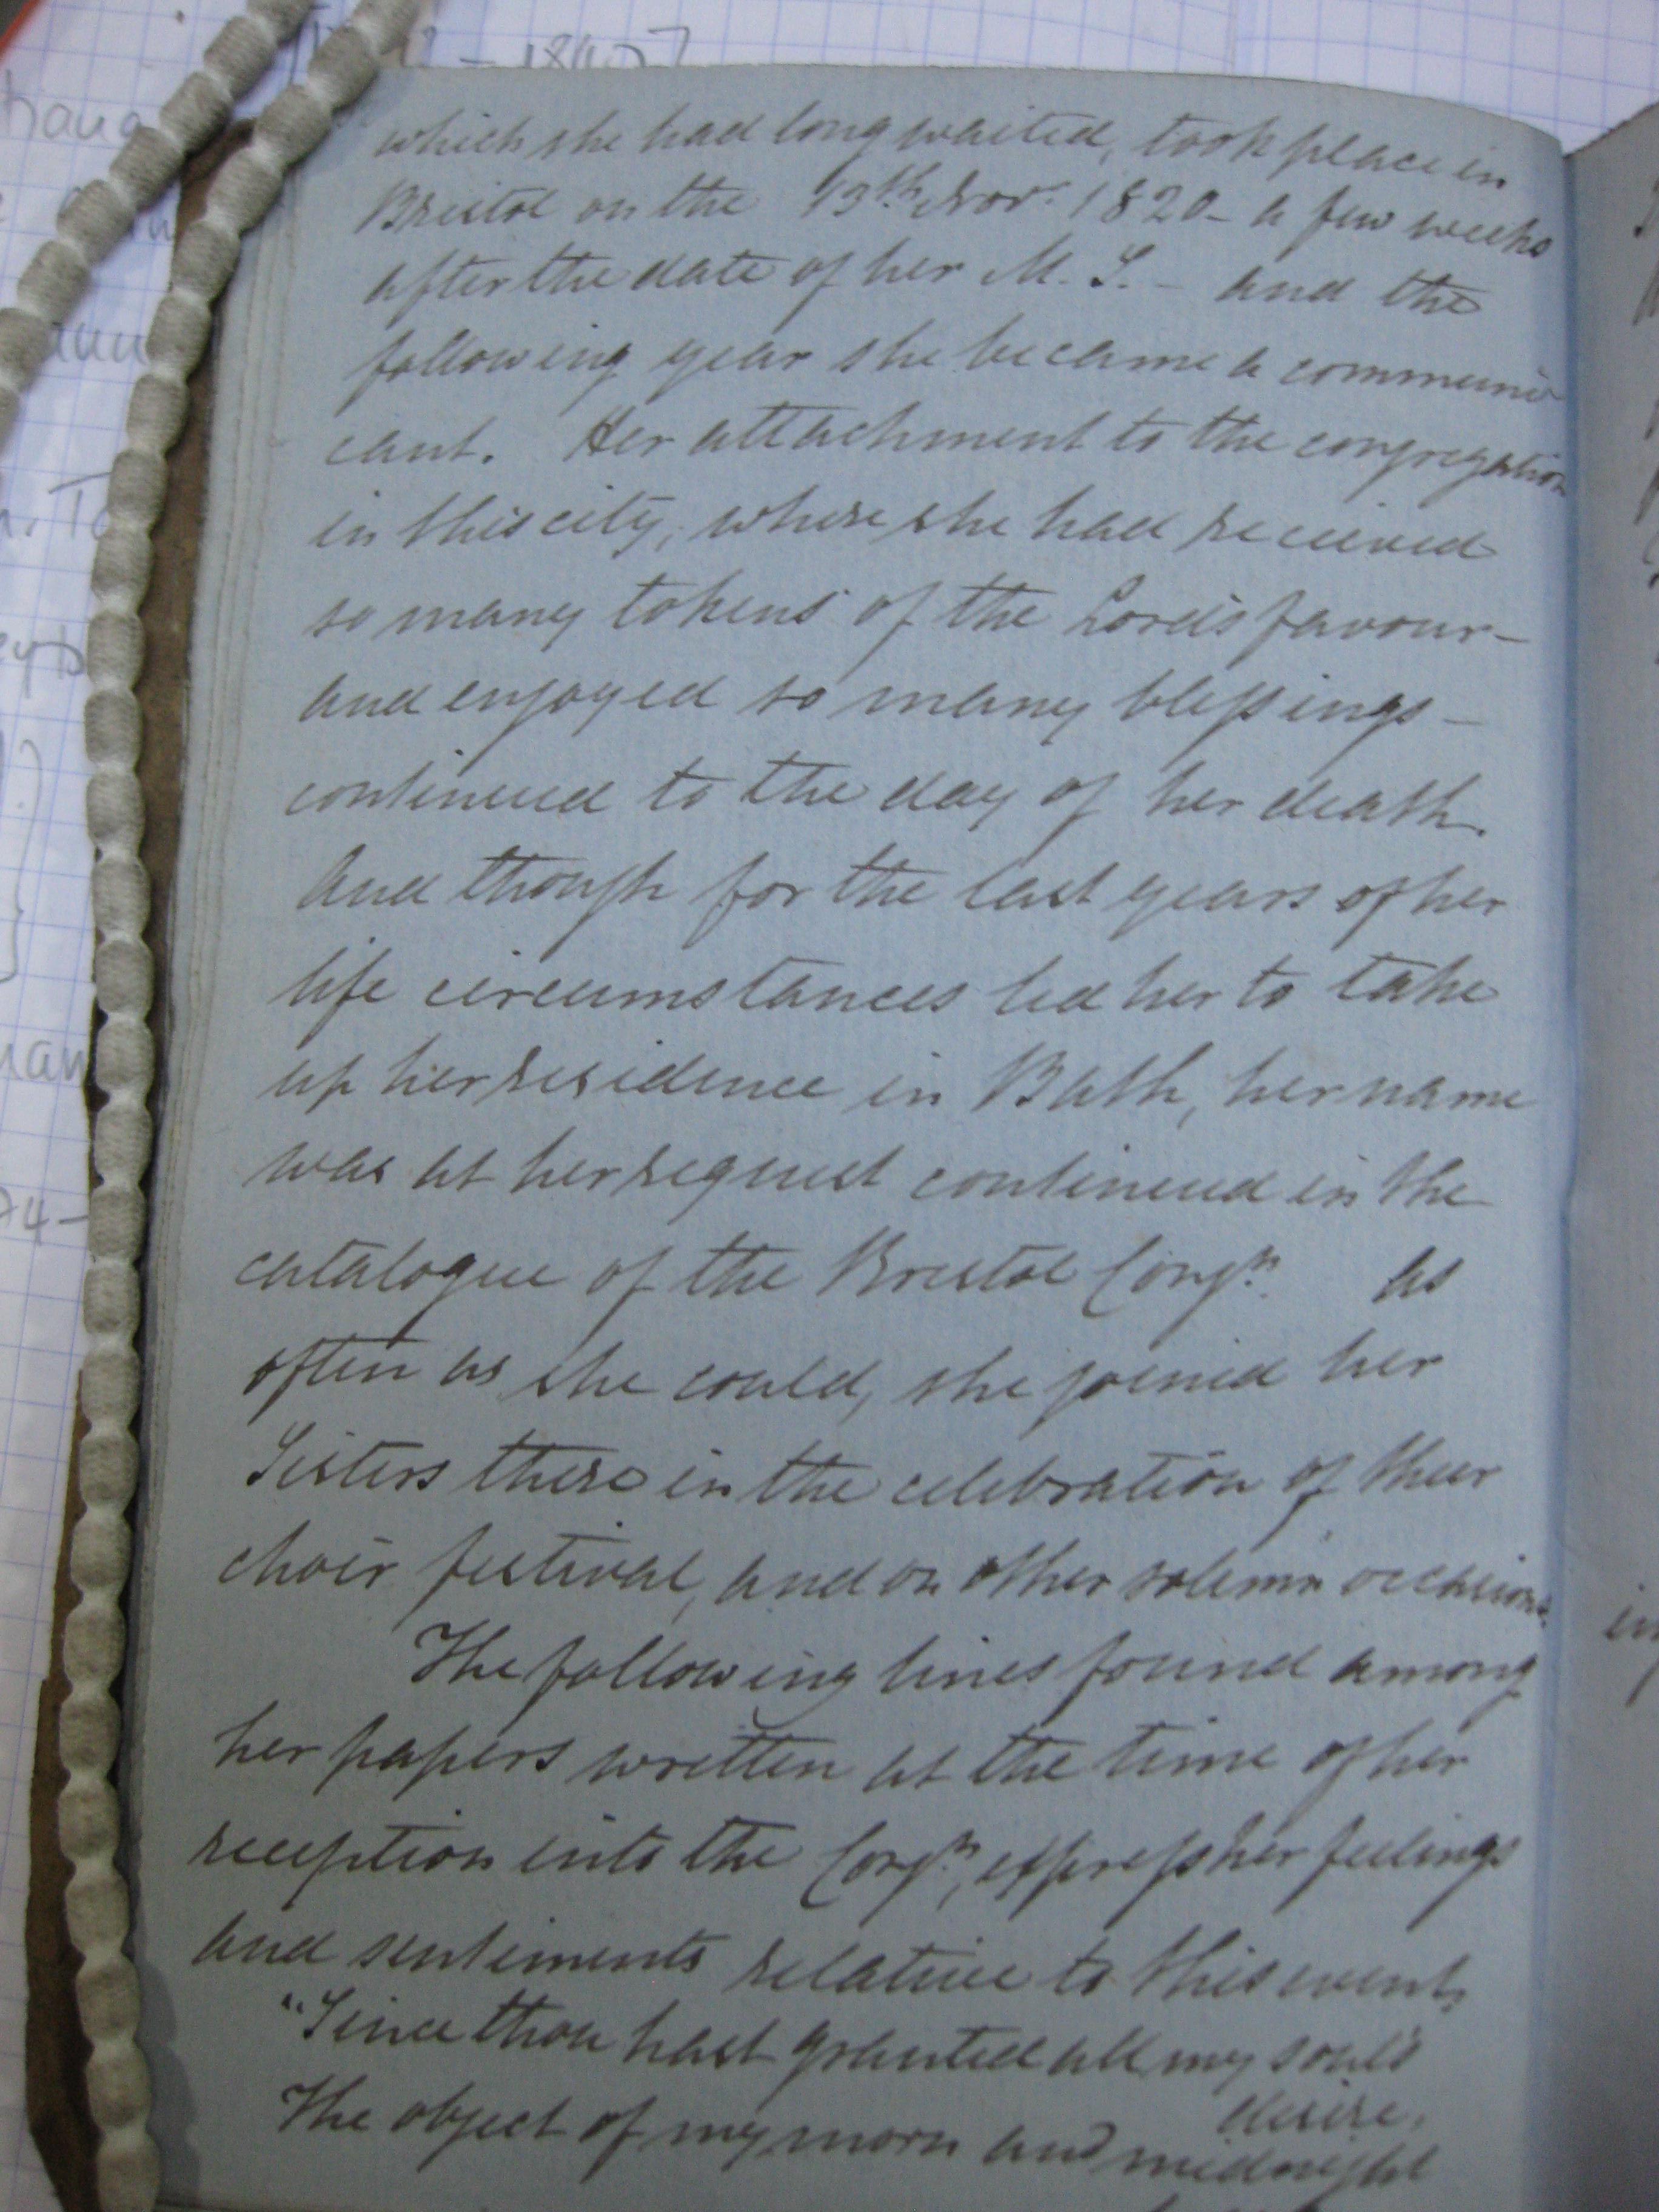 which she had long waited, took place in
Bristol on the 13th Novr. 1820 - a few weeks
after the date of her M. S. - and the
following year she became a communi
cant. Her attachment to the congregation
in this city, where she had received
so many tokens of the Lord's favour -
and enjoyed so many blessings -
continued to the day of her death.
And though for the last years of her
life circumstances led her to take
up her residence in Bath, her name
was at her request continued in the
catalogue of the Bristol Congn. As
often as she could, she joined her
Sisters there in the celebration of their
choir festival, and on other solemn occasions.
The following lines found among
her papers written at the time of her
reception into the Congn, express her feelings
and sentiments relative to this event,
"Since thou hast granted all my soul's
desire,
The object of my morn and midnight